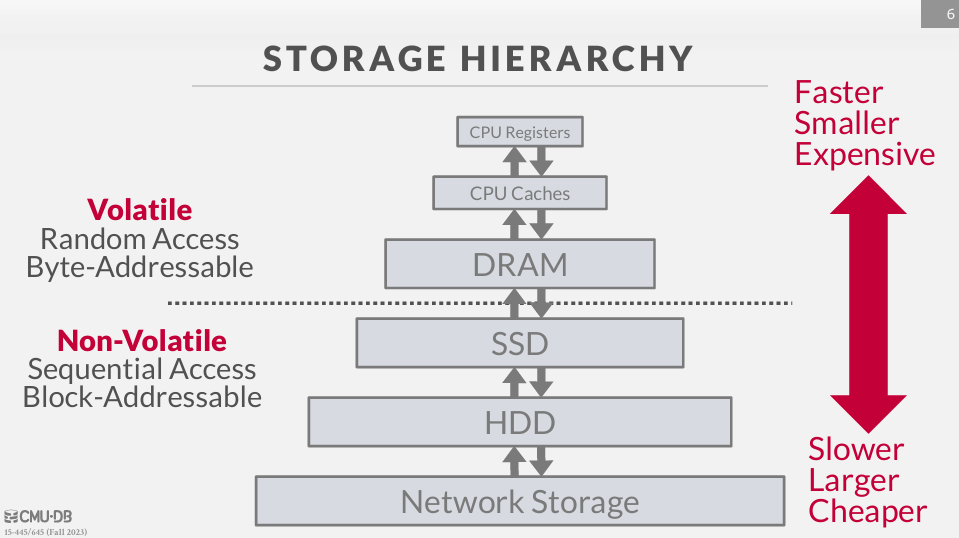 6
STORAGE HIERARCHY
Faster
Smaller
Expensive
CPU Registers
CPU Caches
Volatile
Random Access
Byte-Addressable
DRAM
Non-Volatile
Sequential Access
Block-Addressable
SSD
HDD
Slower
Larger
Cheaper
Network Storage
CMU·DB
15-445/645 (Fall 2023)